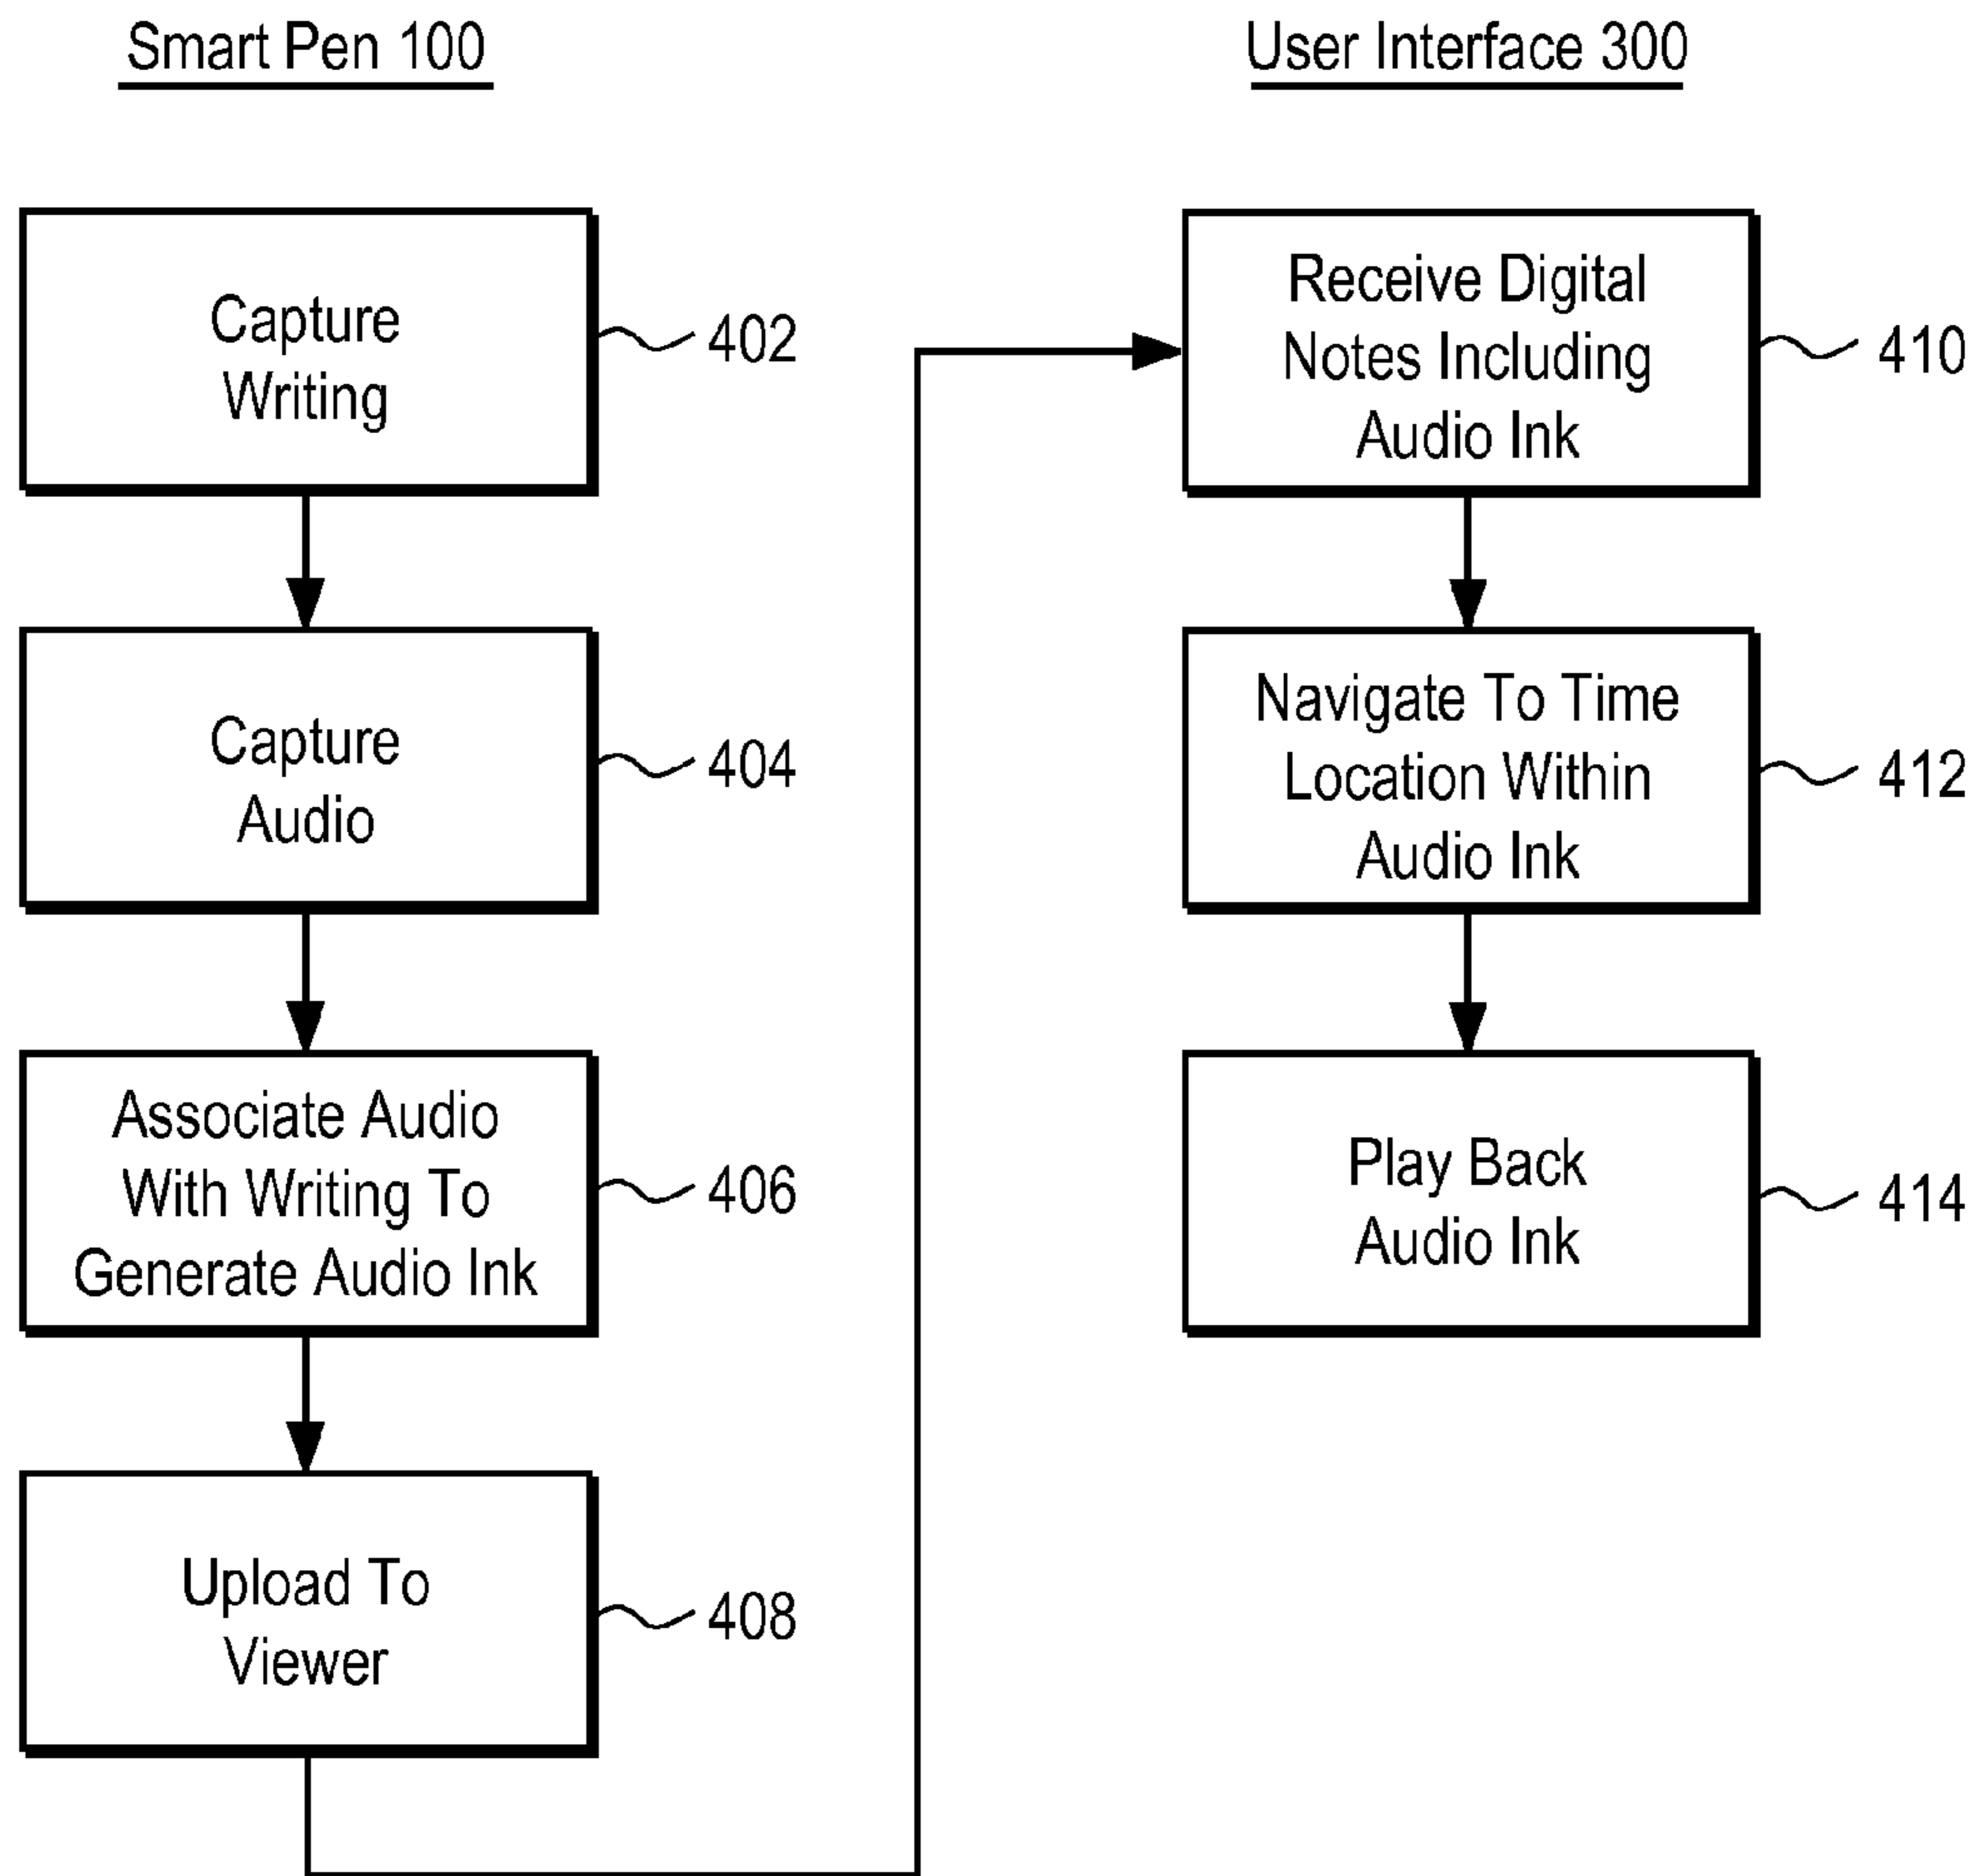 Smart Pen 100
Capture
Writing
402
Capture
Audio
404
Associate Audio
With Writing To
Generate Audio Ink
406
Upload To
Viewer
408
User Interface 300
Receive Digital
Notes Including
Audio Ink
410
Navigate To Time
Location Within
Audio Ink
412
Play Back
Audio Ink
414